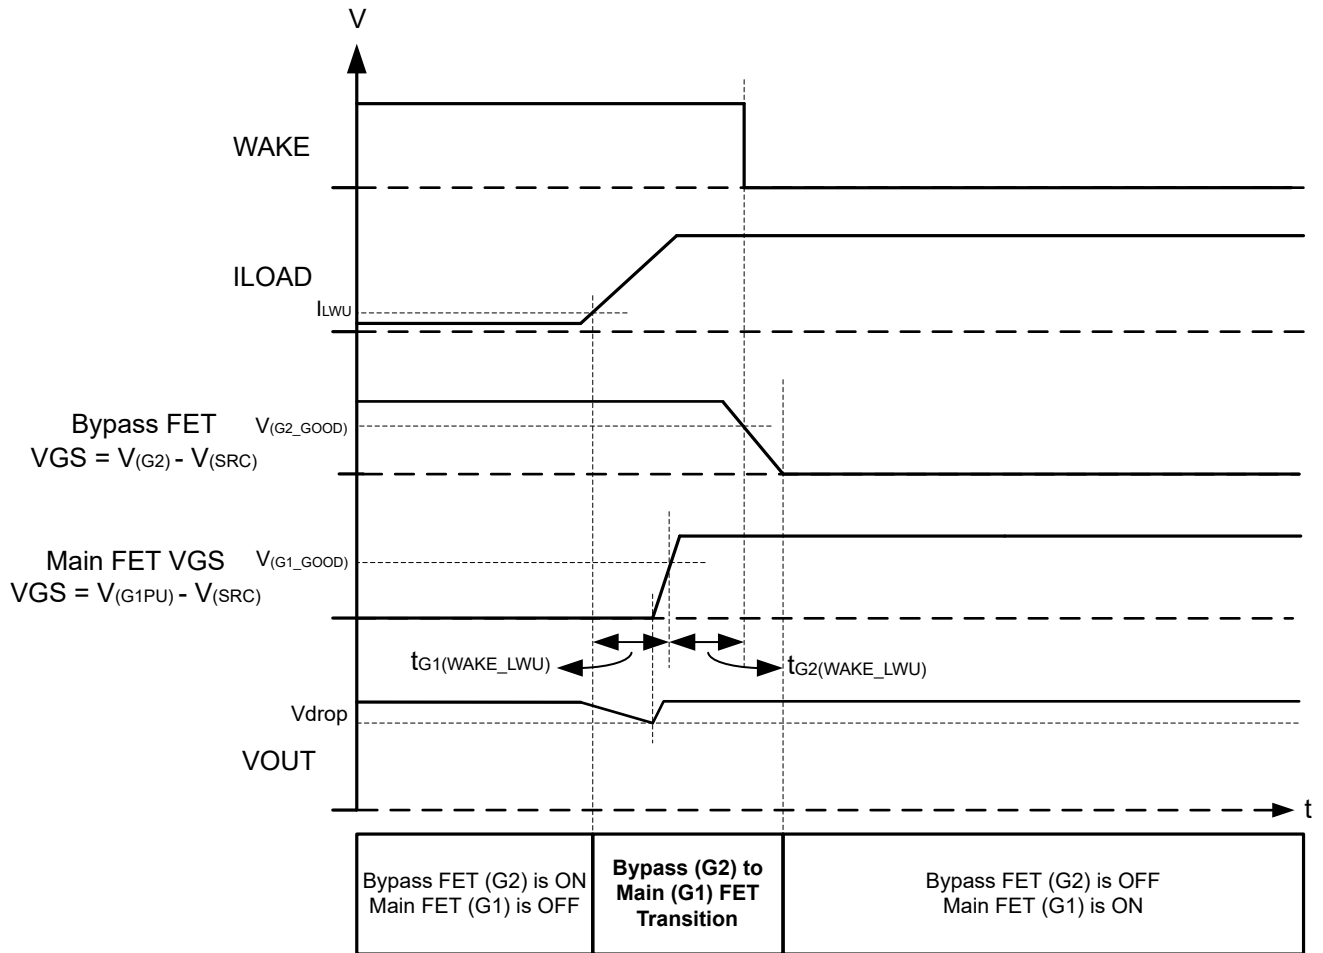 V
WAKE
ILOAD
ILWU
Bypass FET
VGS = V(G2) - V(SRC)
V(G2_GOOD)
Main FET VGS
VGS = V(G1PU) - V(SRC)
V(G1_GOOD)
tG1(WAKE_LWU)
tG2(WAKE_LWU)
Vdrop
VOUT
t
Bypass FET (G2) is ON
Main FET (G1) is OFF
Bypass (G2) to
Main (G1) FET
Transition
Bypass FET (G2) is OFF
Main FET (G1) is ON